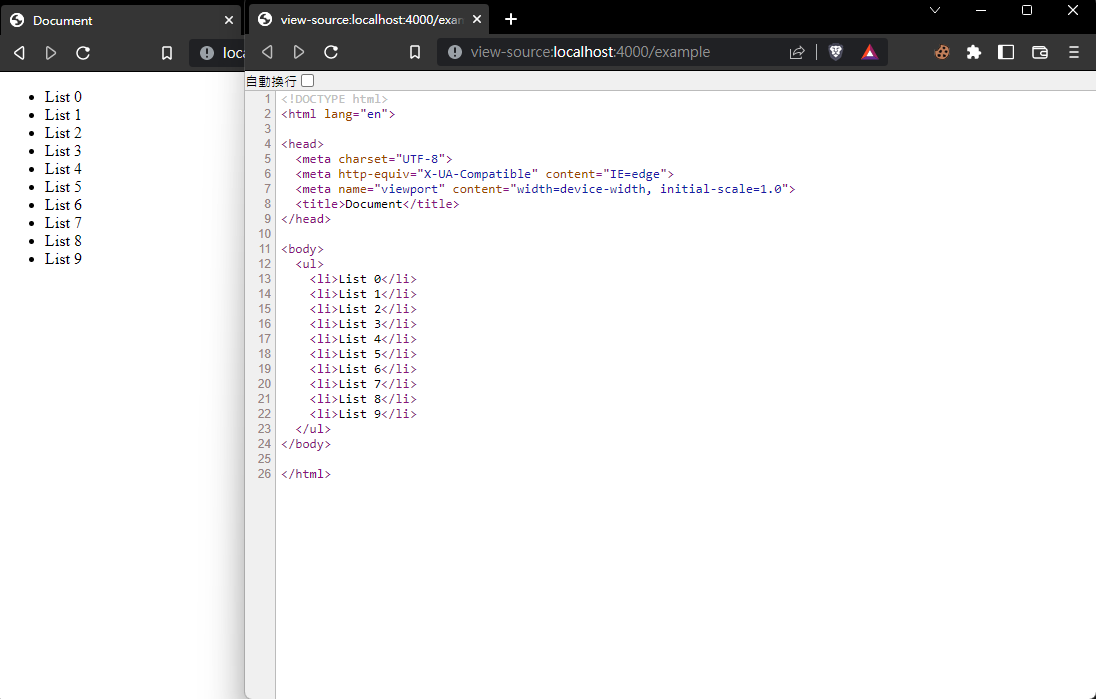 Document
loca
List 0
List 1
List 2
List 3
List 4
List 5
List 6
List 7
List 8
List 9
view-source:localhost:4000/exam
view-source:localhost:4000/example
自動換行
1 <!DOCTYPE html>
2 <html lang="en">
3
4 <head>
5 <meta charset="UTF-8">
6 <meta http-equiv="X-UA-Compatible" content="IE=edge">
7 <meta name="viewport" content="width=device-width, initial-scale=1.0">
8 <title>Document</title>
9 </head>
10
11 <body>
12 <ul>
13 <li>List 0</li>
14 <li>List 1</li>
15 <li>List 2</li>
16 <li>List 3</li>
17 <li>List 4</li>
18 <li>List 5</li>
19 <li>List 6</li>
20 <li>List 7</li>
21 <li>List 8</li>
22 <li>List 9</li>
23 </ul>
24 </body>
25
26 </html>